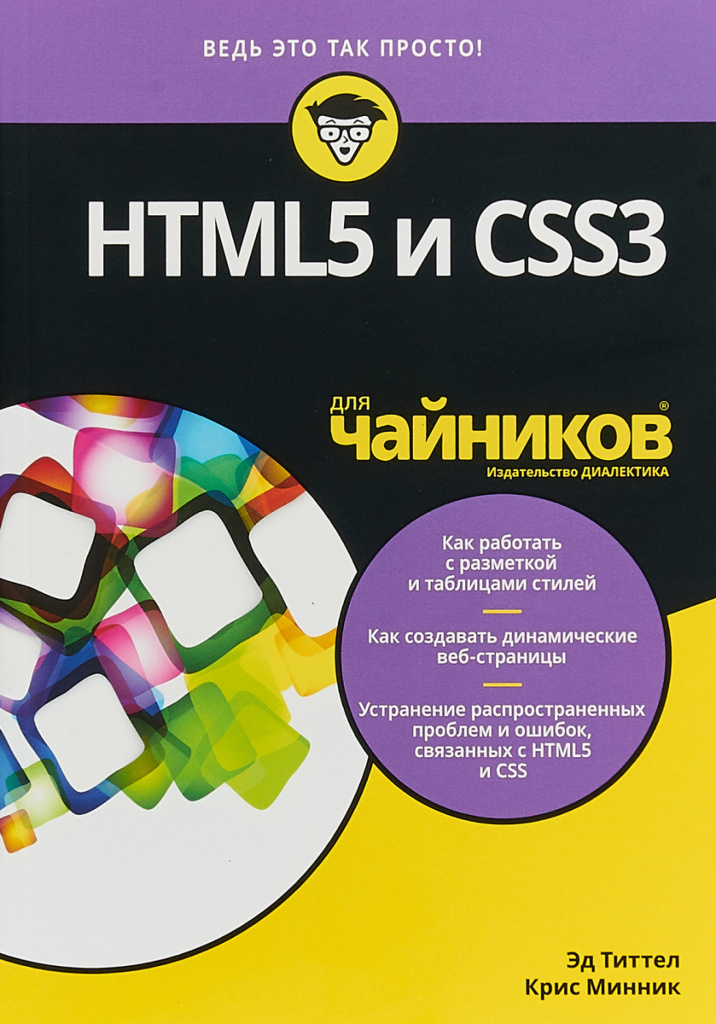 ВЕДЬ ЭТО ТАК ПРОСТО!
HTML5 и CSS3
для
чайников®
Издательство ДИАЛЕКТИКА
Как работать
с разметкой
и таблицами стилей
Как создавать динамические
веб-страницы
Устранение распространенных
проблем и ошибок,
связанных с HTML5
и CSS
Эд Титтел
Крис Минник